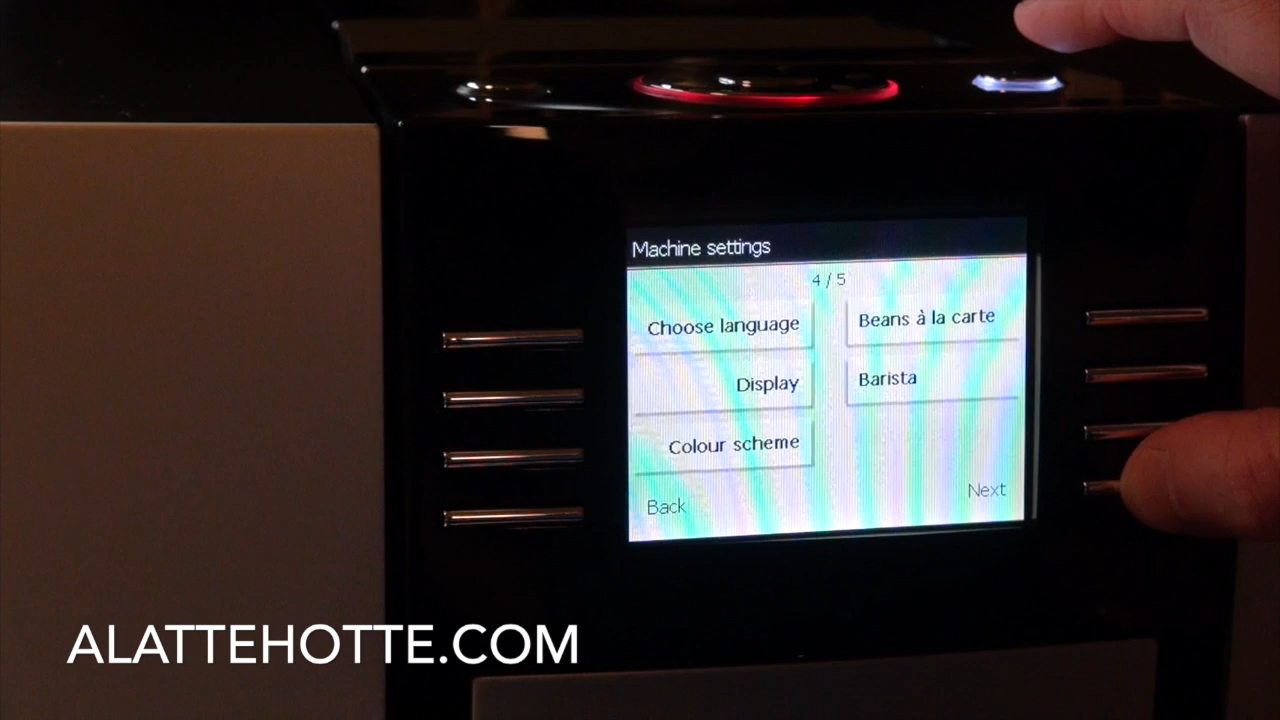 Machine settings
4 / 5
Choose language
Beans à la carte
Display
Barista
Colour scheme
Back
Next
ALATTEHOTTE.COM